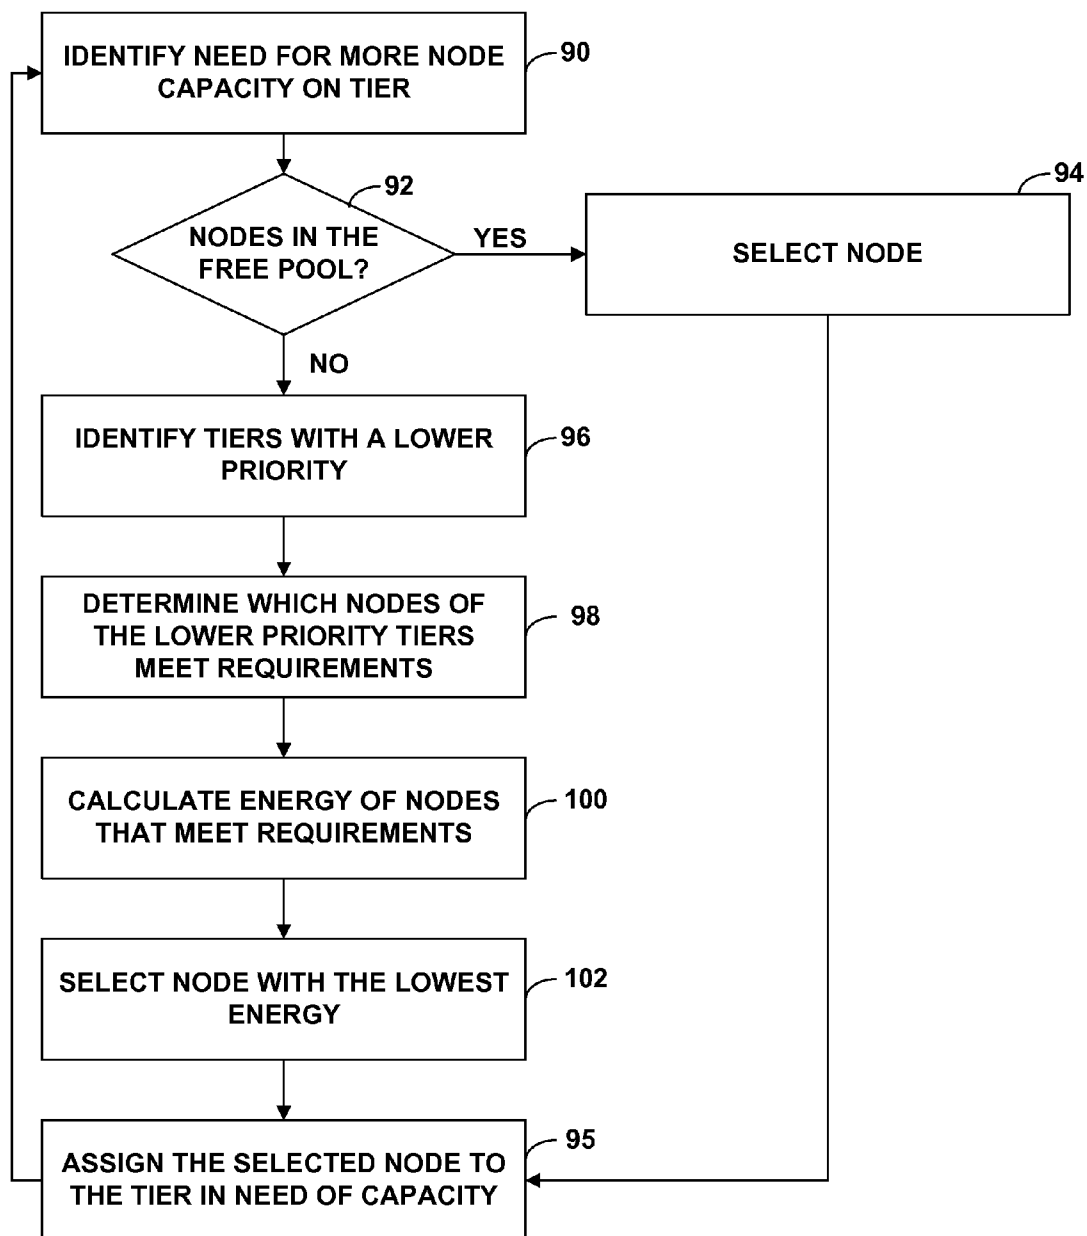 IDENTIFY NEED FOR MORE NODE
CAPACITY ON TIER
90
92
NODES IN THE
FREE POOL?
YES
94
SELECT NODE
NO
IDENTIFY TIERS WITH A LOWER
PRIORITY
96
DETERMINE WHICH NODES OF
THE LOWER PRIORITY TIERS
MEET REQUIREMENTS
98
CALCULATE ENERGY OF NODES
THAT MEET REQUIREMENTS
100
SELECT NODE WITH THE LOWEST
ENERGY
102
ASSIGN THE SELECTED NODE TO
THE TIER IN NEED OF CAPACITY
95